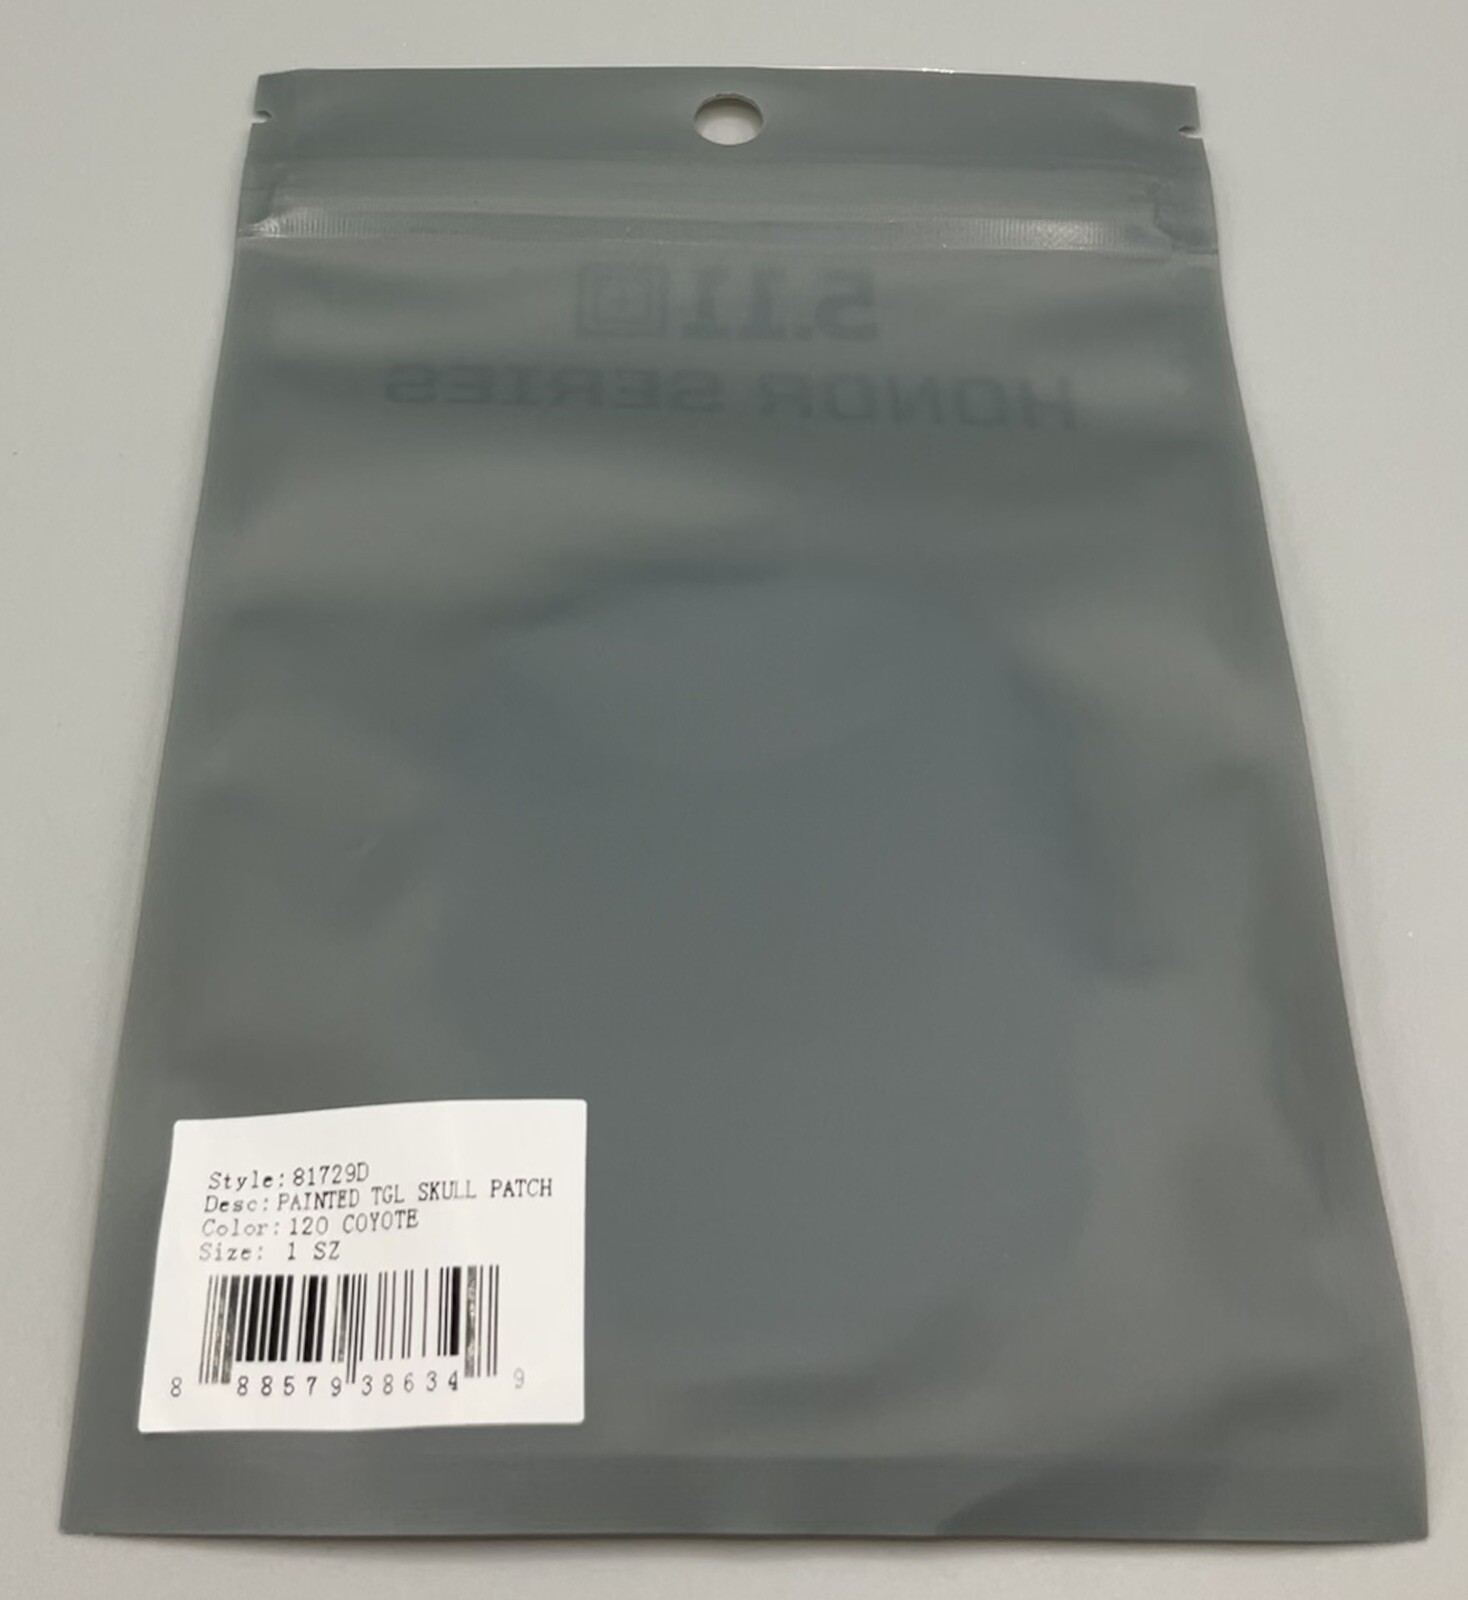 5.11
HONOR SERIES
Style:81729D
Desc:PAINTED TGL SKULL PATCH
Color:120 COYOTE
Size: 1 SZ
8 88579 38634 9